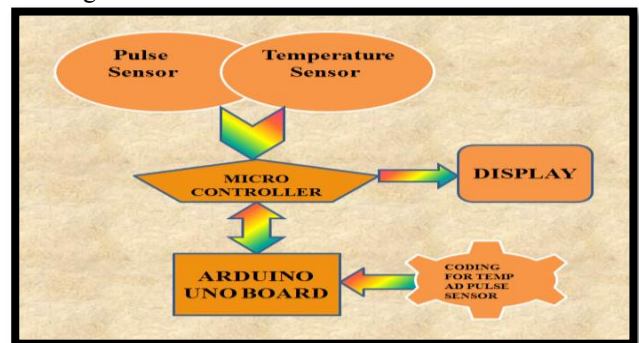 Pulse
Sensor
Temperature
Sensor
MICRO
CONTROLLER
DISPLAY
ARDUINO
UNO BOARD
CODING
FOR TEMP
AD PULSE
SENSOR